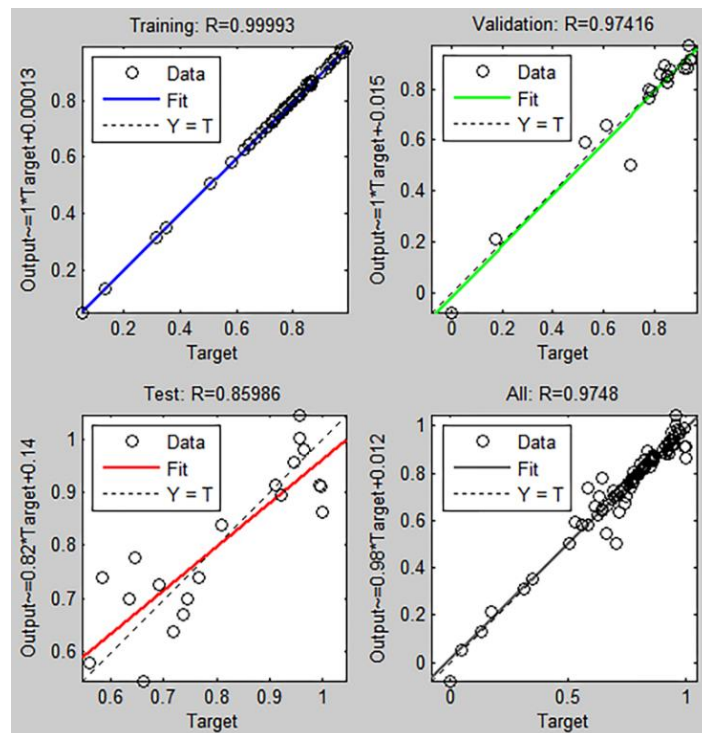 Training: R=0.99993
Output~=1*Target+0.00013
0.8
0.6
0.4
0.2
Data
Fit
Y = T
0.2
0.4
0.6
0.8
Target
Validation: R=0.97416
Output~=1*Target+-0.015
0.8
0.6
0.4
0.2
0
Data
Fit
Y = T
0
0.2
0.4
0.6
0.8
Target
Test: R=0.85986
Output~=0.82*Target+0.14
1
0.9
0.8
0.7
0.6
Data
Fit
Y = T
0.6
0.7
0.8
0.9
1
Target
All: R=0.9748
Output~=0.98*Target+0.012
1
0.8
0.6
0.4
0.2
0
Data
Fit
Y = T
0
0.5
1
Target